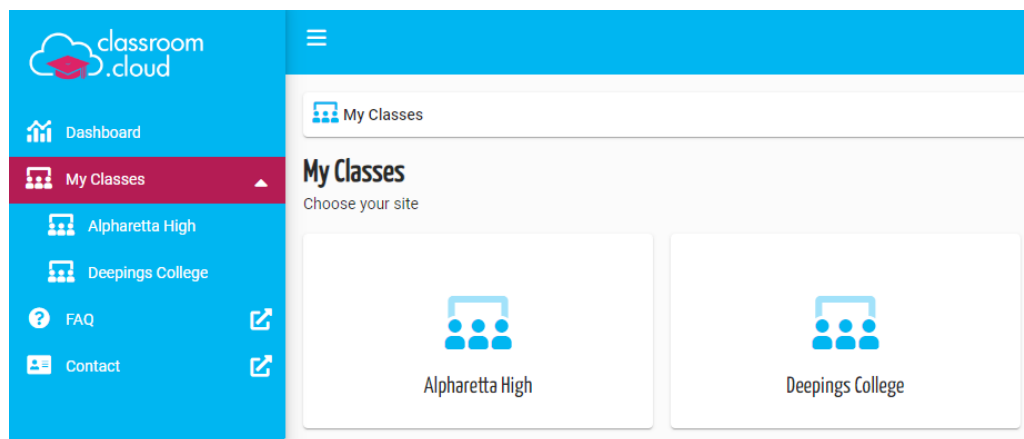 classroom
.cloud
Dashboard
My Classes
Alpharetta High
Deepings College
FAQ
Contact
My Classes
My Classes
Choose your site
Alpharetta High
Deepings College